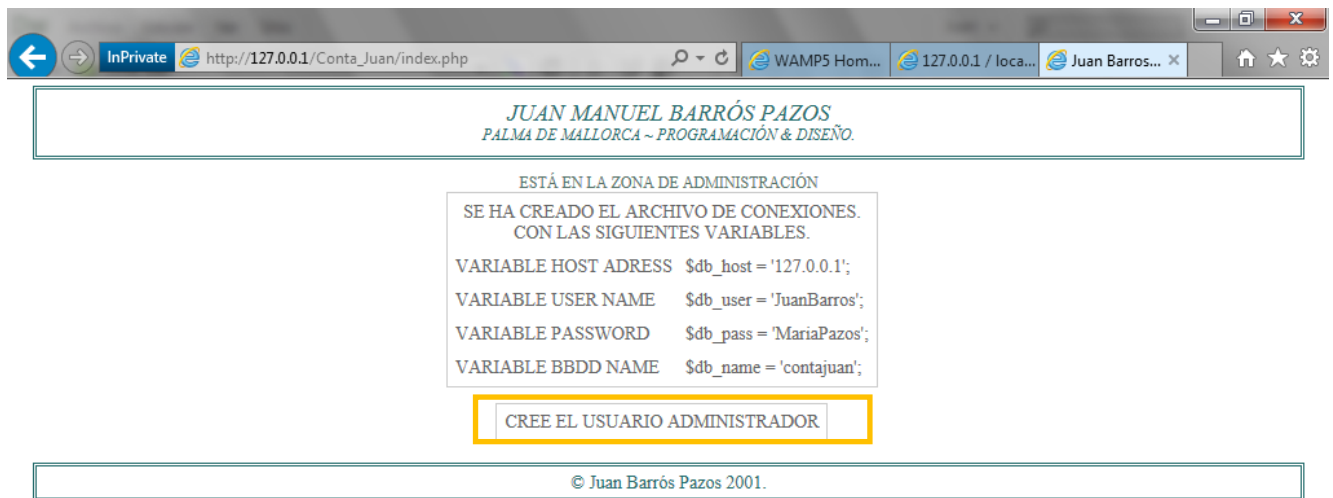 InPrivate http://127.0.0.1/Conta_Juan/index.php WAMP5 Hom... 127.0.0.1 / loca... Juan Barros...
JUAN MANUEL BARRÓS PAZOS
PALMA DE MALLORCA ~ PROGRAMACIÓN & DISEÑO.
ESTÁ EN LA ZONA DE ADMINISTRACIÓN
SE HA CREADO EL ARCHIVO DE CONEXIONES.
CON LAS SIGUIENTES VARIABLES.
VARIABLE HOST ADRESS $db_host = '127.0.0.1';
VARIABLE USER NAME $db_user = 'JuanBarros';
VARIABLE PASSWORD $db_pass = 'MariaPazos';
VARIABLE BBDD NAME $db_name = 'contajuan';
CREE EL USUARIO ADMINISTRADOR
© Juan Barrós Pazos 2001.